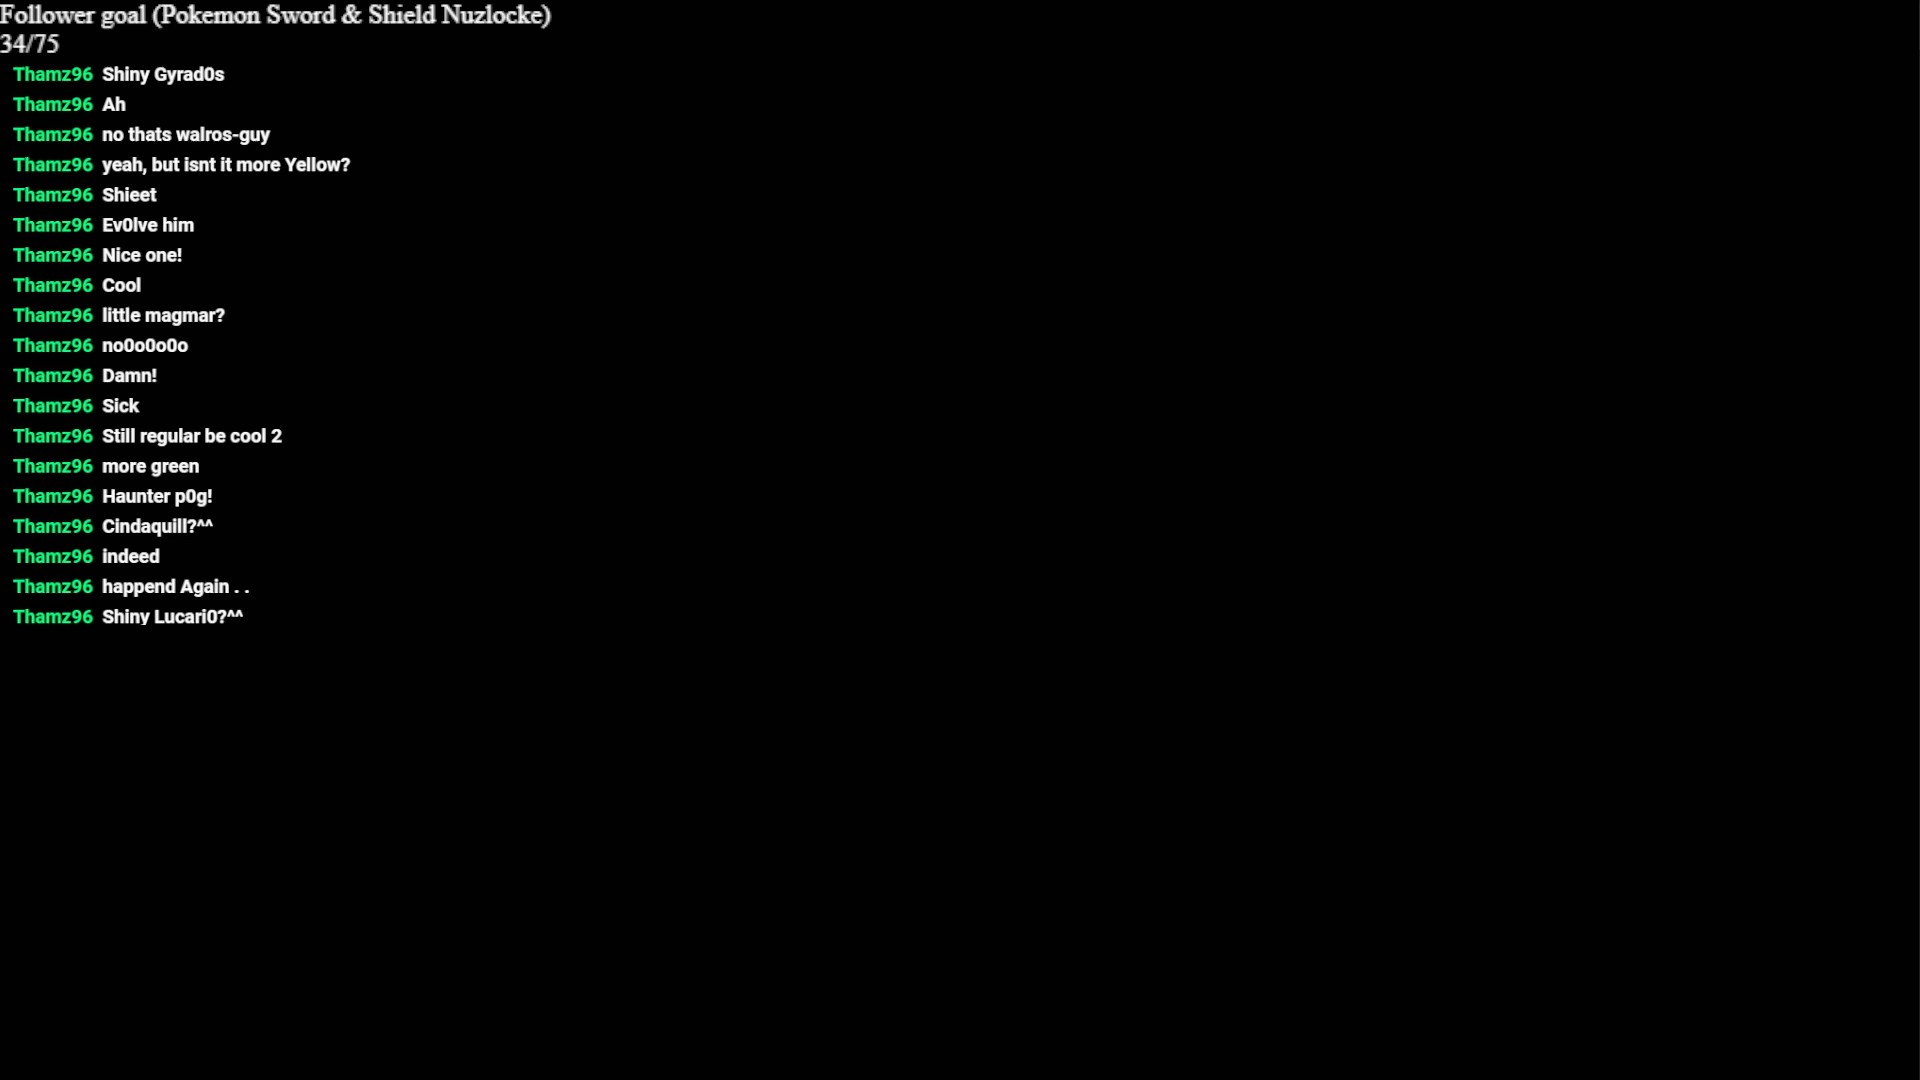 Follower goal (Pokemon Sword & Shield Nuzlocke)
34/75
Thamz96 Shiny Gyrad0s
Thamz96 Ah
Thamz96 no thats walros-guy
Thamz96 yeah, but isnt it more Yellow?
Thamz96 Shieet
Thamz96 Ev0lve him
Thamz96 Nice one!
Thamz96 Cool
Thamz96 little magmar?
Thamz96 no0o0o0o
Thamz96 Damn!
Thamz96 Sick
Thamz96 Still regular be cool 2
Thamz96 more green
Thamz96 Haunter p0g!
Thamz96 Cindaquill?^^
Thamz96 indeed
Thamz96 happend Again . .
Thamz96 Shiny Lucari0?^^